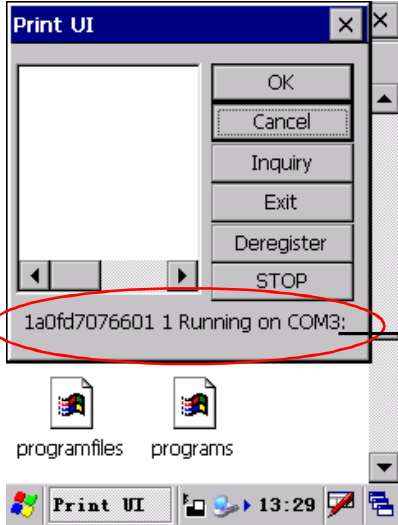 Print UI
OK
Cancel
Inquiry
Exit
Deregister
STOP
1a0fd7076601 1 Running on COM3:
programfiles programs
Print UI 13:29